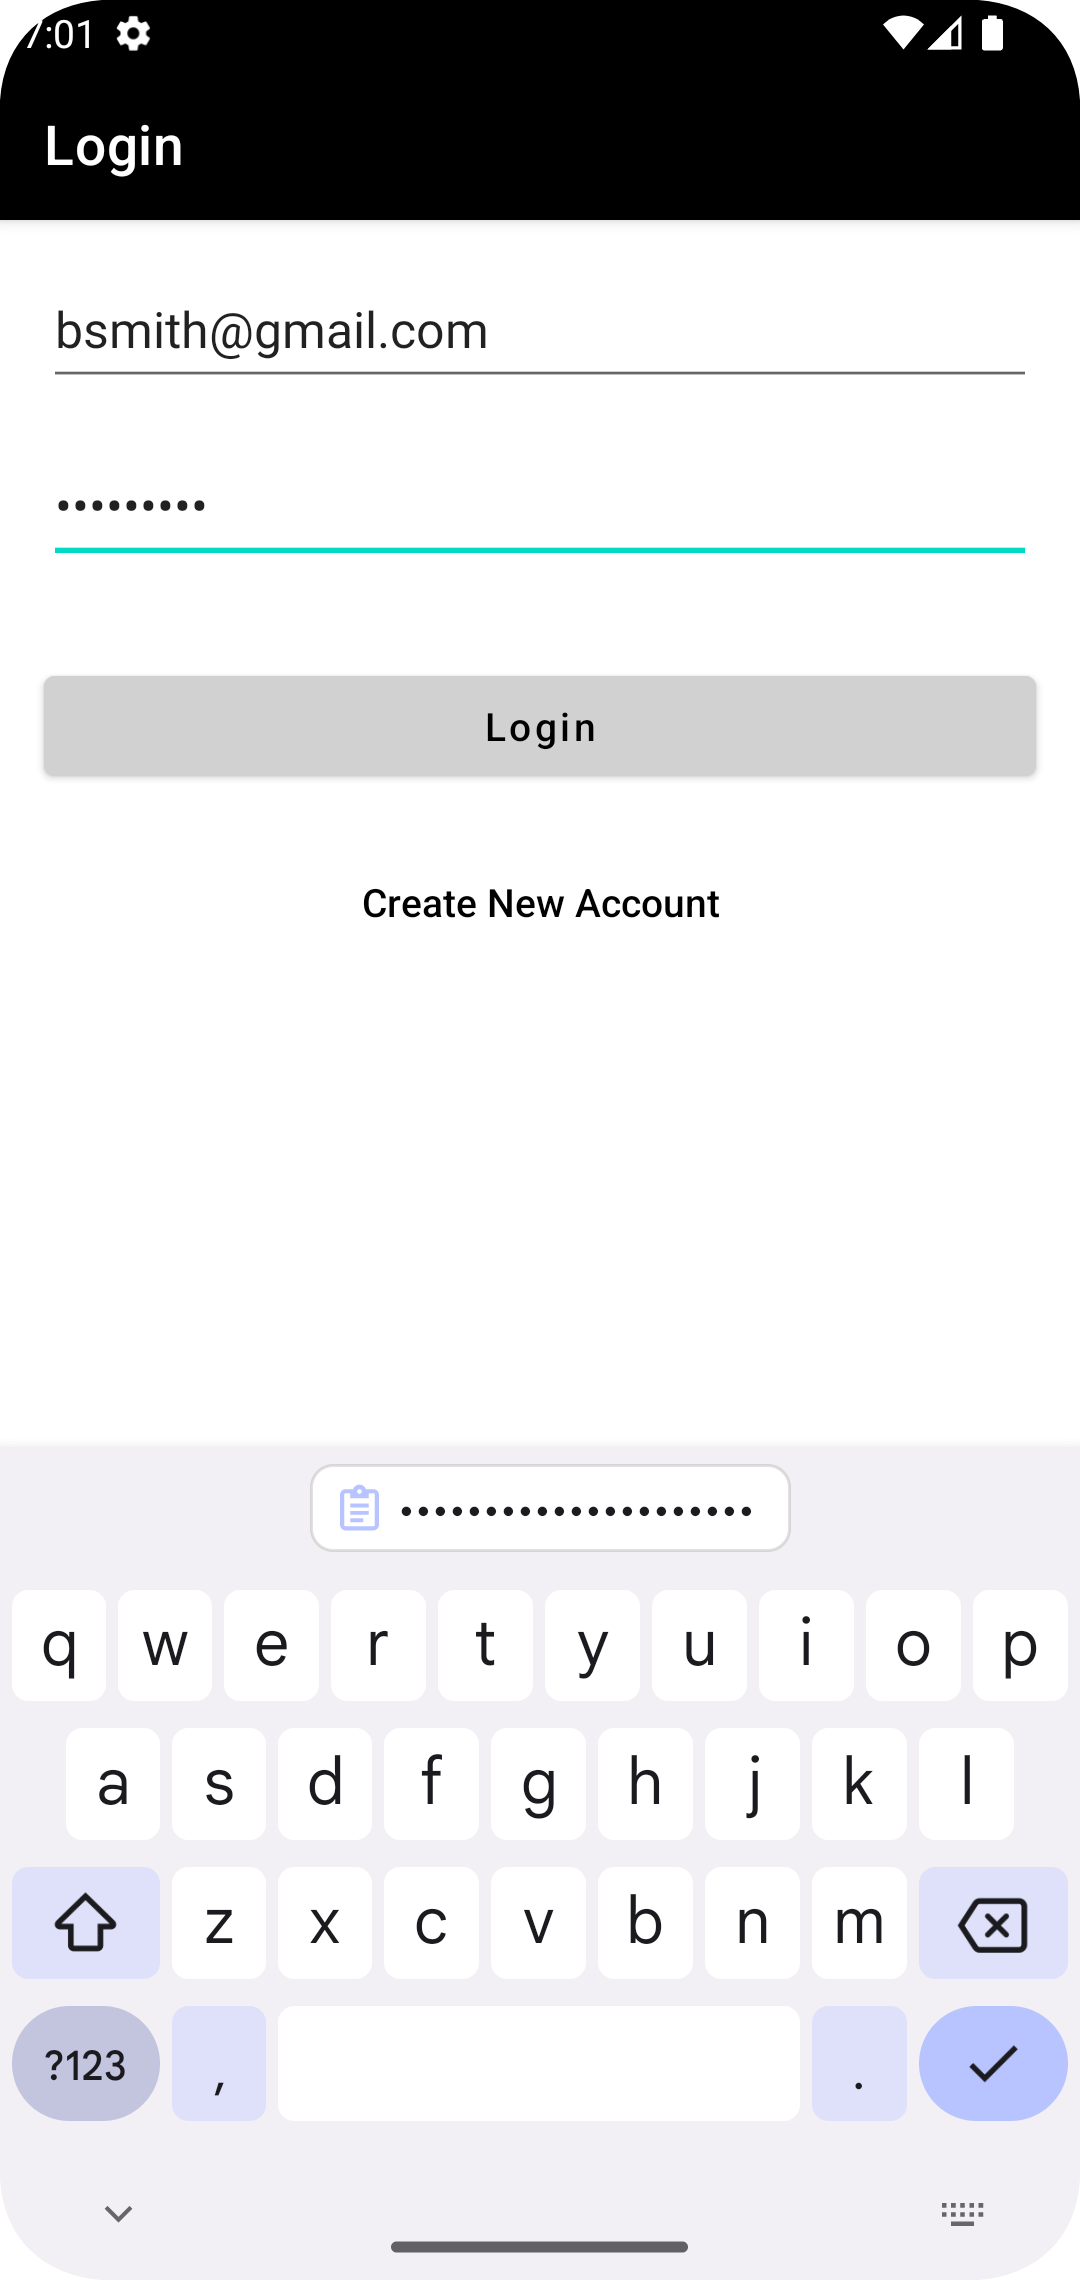 7:01
Login
bsmith@gmail.com
•••••••••
Login
Create New Account
•••••••••••••••••••••
q w e r t y u i o p
a s d f g h j k l
z x c v b n m
?123 , .